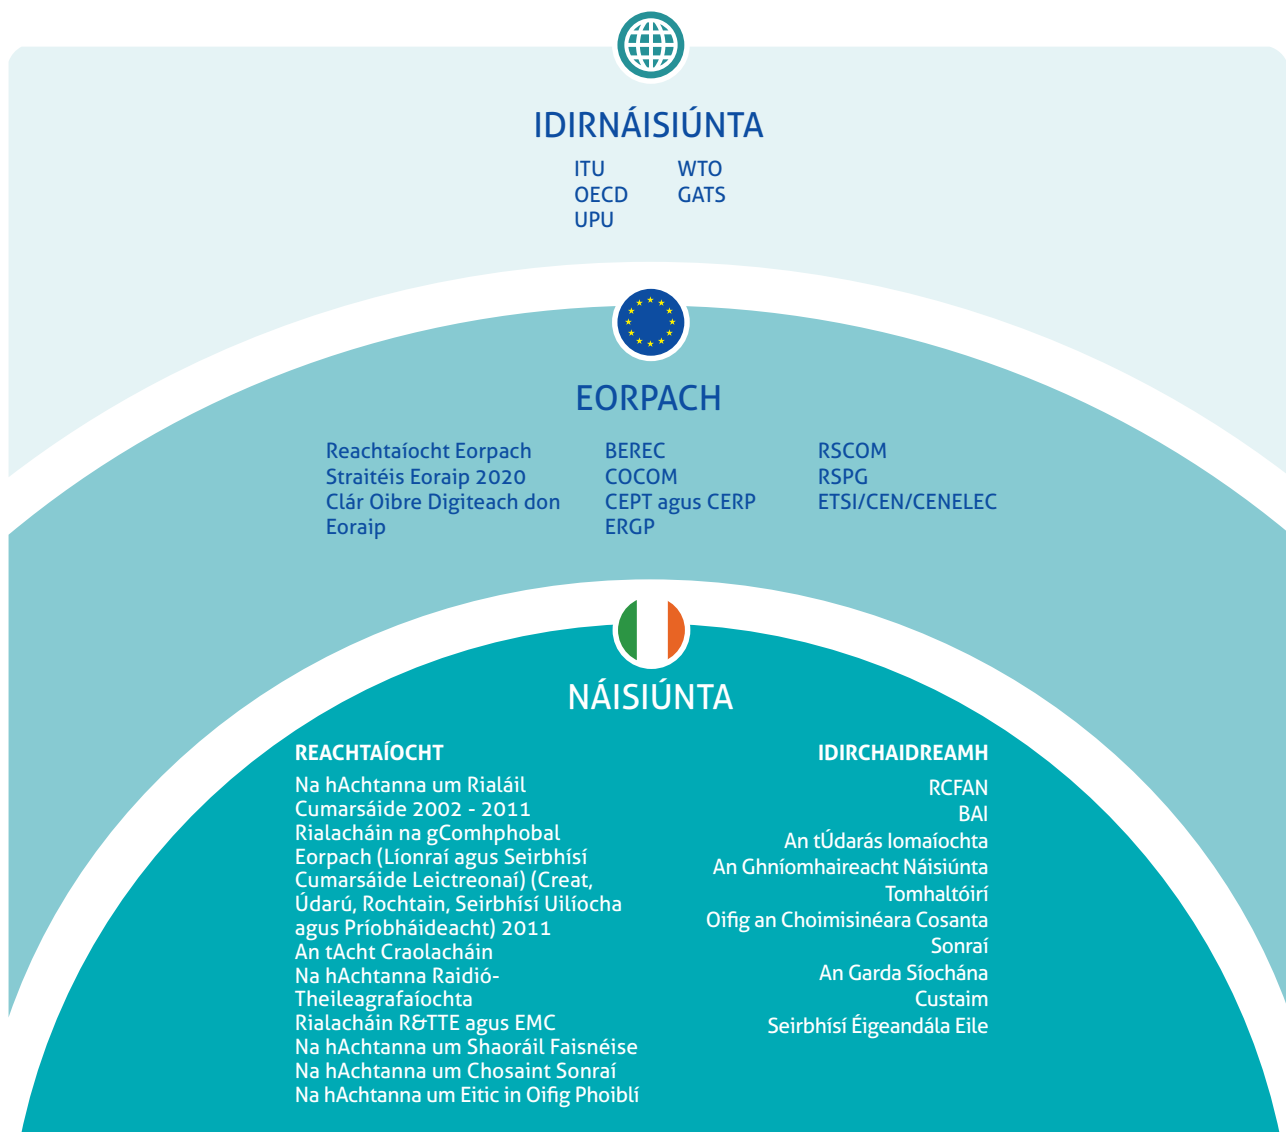 IDIRNÁISIÚNTA
ITU
OECD
UPU
WTO
GATS
EORPACH
Reachtaíocht Eorpach
Straitéis Eoraip 2020
Clár Oibre Digiteach don
Eoraip
BEREC
COCOM
CEPT agus CERP
ERGP
RSCOM
RSPG
ETSI/CEN/CENELEC
NÁISIÚNTA
REACHTAÍOCHT
Na hAchtanna um Rialáil
Cumarsáide 2002 - 2011
Rialacháin na gComhphobal
Eorpach (Líonraí agus Seirbhísí
Cumarsáide Leictreonaí) (Creat,
Údarú, Rochtain, Seirbhísí Uilíocha
agus Príobháideacht) 2011
An tAcht Craolacháin
Na hAchtanna Raidió-
Theileagrafaíochta
Rialacháin R&TTE agus EMC
Na hAchtanna um Shaoráil Faisnéise
Na hAchtanna um Chosaint Sonraí
Na hAchtanna um Eitic in Oifig Phoiblí
IDIRCHAIDREAMH
RCFAN
BAI
An tÚdarás Iomaíochta
An Ghníomhaireacht Náisiúnta
Tomhaltóirí
Oifig an Choimisinéara Cosanta
Sonraí
An Garda Síochána
Custaim
Seirbhísí Éigeandála Eile